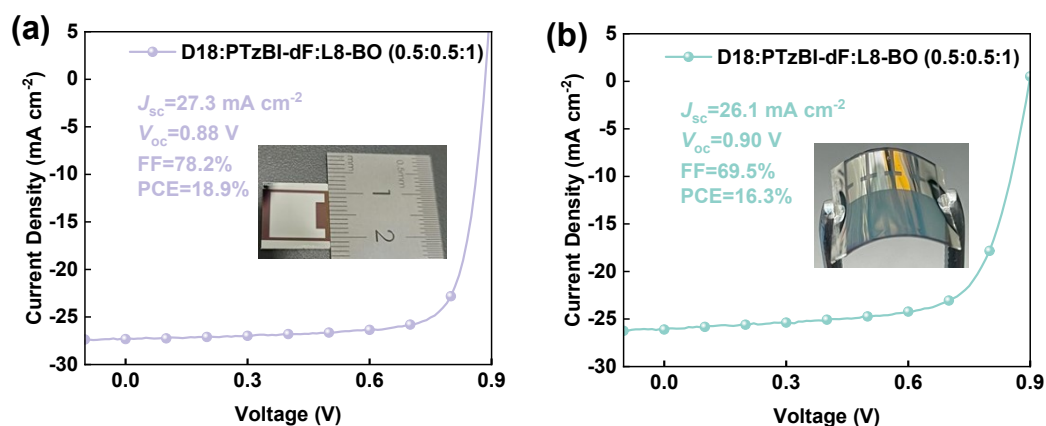 (a)
D18:PTzBI-dF:L8-BO (0.5:0.5:1)
Jsc=27.3 mA cm-2
Voc=0.88 V
FF=78.2%
PCE=18.9%
1
2
mm
0.5mm
5
0
-5
-10
-15
-20
-25
-30
Current Density (mA cm-2)
0.0
0.3
0.6
0.9
Voltage (V)
(b)
D18:PTzBI-dF:L8-BO (0.5:0.5:1)
Jsc=26.1 mA cm-2
Voc=0.90 V
FF=69.5%
PCE=16.3%
5
0
-5
-10
-15
-20
-25
-30
Current Density (mA cm-2)
0.0
0.3
0.6
0.9
Voltage (V)